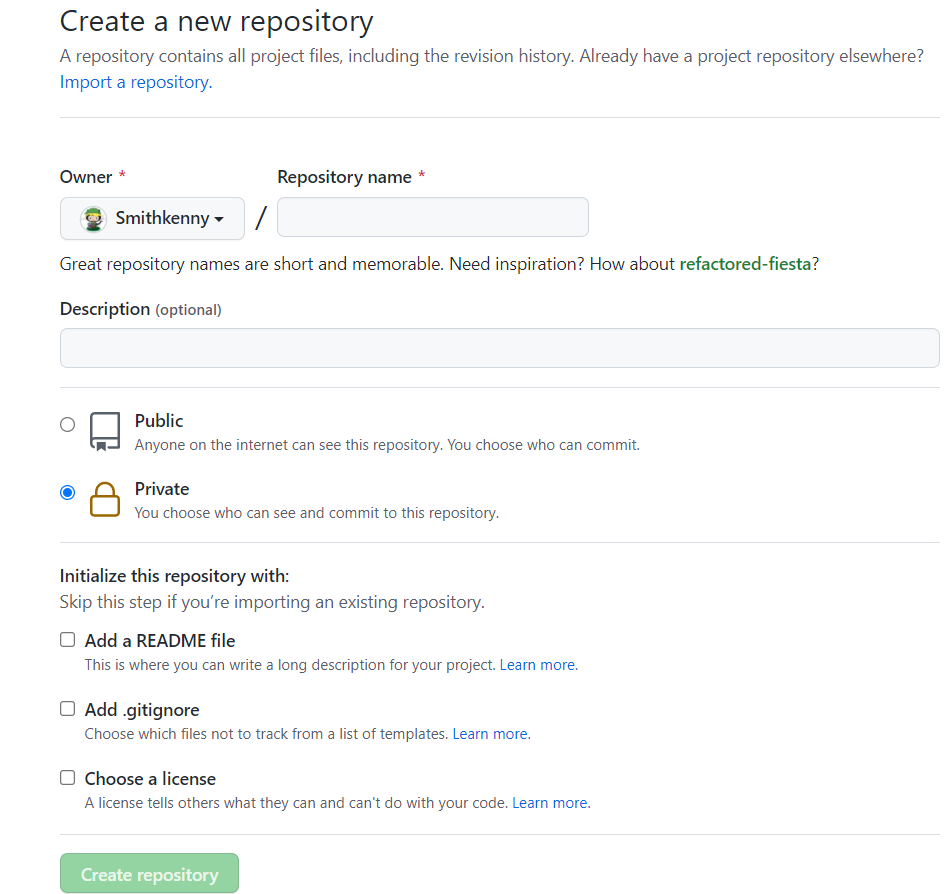 Create a new repository
A repository contains all project files, including the revision history. Already have a project repository elsewhere?
Import a repository.
Owner * Repository name *
Smithkenny /
Great repository names are short and memorable. Need inspiration? How about refactored-fiesta?
Description (optional)
Public
Anyone on the internet can see this repository. You choose who can commit.
Private
You choose who can see and commit to this repository.
Initialize this repository with:
Skip this step if you’re importing an existing repository.
Add a README file
This is where you can write a long description for your project. Learn more.
Add .gitignore
Choose which files not to track from a list of templates. Learn more.
Choose a license
A license tells others what they can and can't do with your code. Learn more.
Create repository